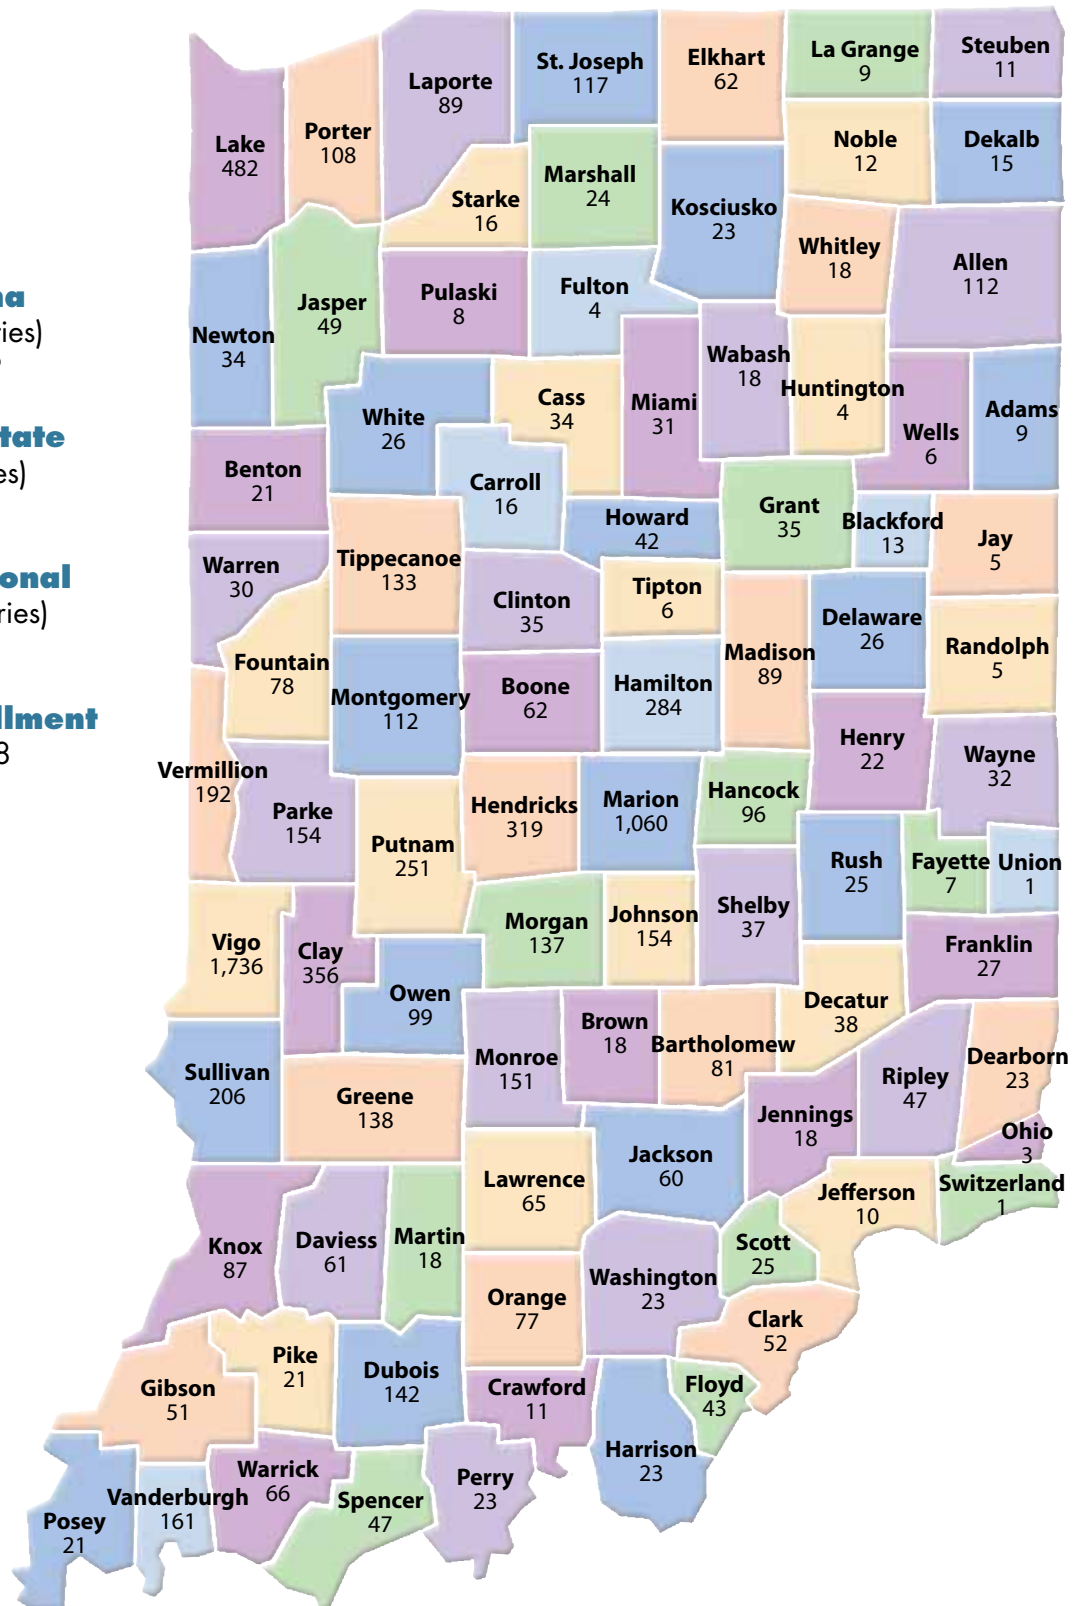 Lake
482
Porter
108
Laporte
89
St. Joseph
117
Elkhart
62
La Grange
9
Steuben
11
Starke
16
Marshall
24
Kosciusko
23
Noble
12
Dekalb
15
Whitley
18
Allen
112
Newton
34
Jasper
49
Pulaski
8
Fulton
4
Wabash
18
Huntington
4
Wells
6
Adams
9
White
26
Cass
34
Miami
31
Benton
21
Carroll
16
Howard
42
Grant
35
Blackford
13
Jay
5
Warren
30
Tippecanoe
133
Clinton
35
Tipton
6
Madison
89
Delaware
26
Randolph
5
Fountain
78
Montgomery
112
Boone
62
Hamilton
284
Henry
22
Wayne
32
Vermillion
192
Parke
154
Putnam
251
Hendricks
319
Marion
1,060
Hancock
96
Rush
25
Fayette
7
Union
1
Vigo
1,736
Clay
356
Owen
99
Morgan
137
Johnson
154
Shelby
37
Decatur
38
Franklin
27
Sullivan
206
Greene
138
Monroe
151
Brown
18
Bartholomew
81
Jennings
18
Ripley
47
Dearborn
23
Ohio
3
Switzerland
1
Knox
87
Daviess
61
Martin
18
Lawrence
65
Jackson
60
Scott
25
Jefferson
10
Orange
77
Washington
23
Clark
52
Gibson
51
Pike
21
Dubois
142
Crawford
11
Harrison
23
Floyd
43
Posey
21
Vanderburgh
161
Warrick
66
Spencer
47
Perry
23
na
ries)
tate
es)
onal
ries)
llment
8